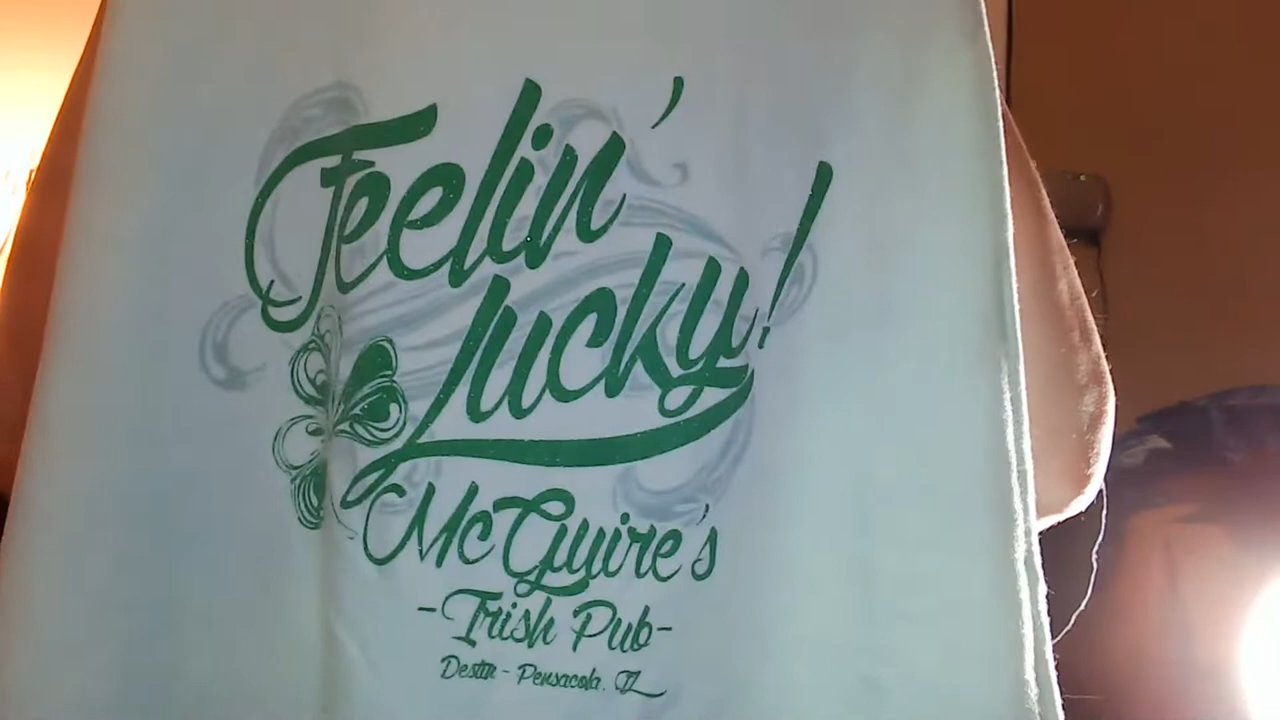 Feelin'
Lucky!
McGuire's
-Irish Pub-
Destin - Pensacola, FL